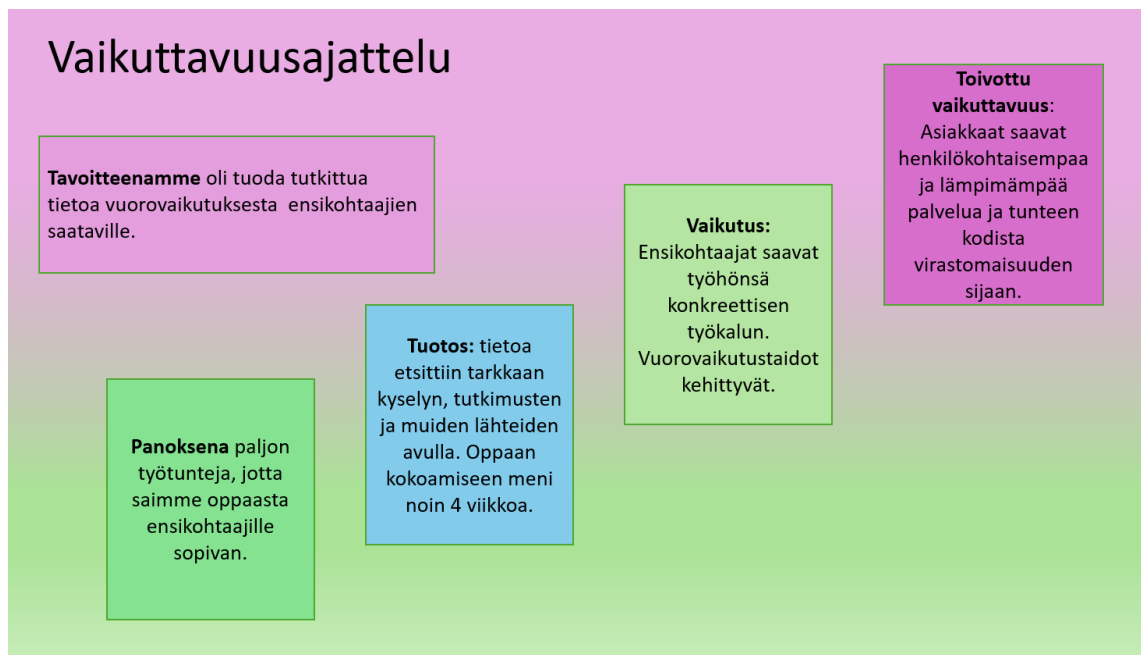 Vaikuttavuusajattelu
Tavoitteenamme oli tuoda tutkittua
tietoa vuorovaikutuksesta ensikohtaajien
saataville.
Panoksena paljon
työtunteja, jotta
saimme oppaasta
ensikohtaajille
sopivan.
Tuotos: tietoa
etsittiin tarkkaan
kyselyn, tutkimusten
ja muiden lähteiden
avulla. Oppaan
kokoamiseen meni
noin 4 viikkoa.
Vaikutus:
Ensikohtaajat saavat
työhönsä
konkreettisen
työkalun.
Vuorovaikutustaidot
kehittyvät.
Toivottu
vaikuttavuus:
Asiakkaat saavat
henkilökohtaisempaa
ja lämpimämpää
palvelua ja tunteen
kodista
virastomaisuuden
sijaan.